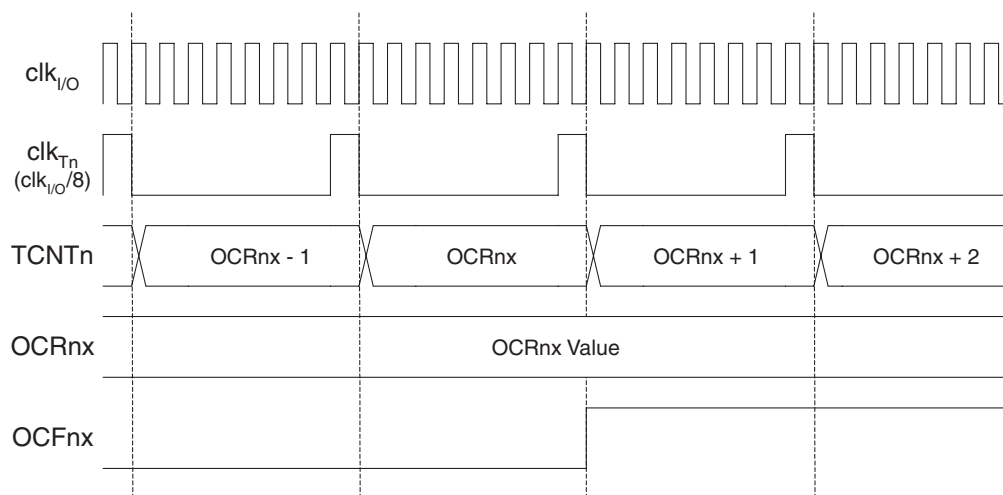 clkI/O
clkTn
(clkI/O/8)
TCNTn
OCRnx - 1
OCRnx
OCRnx + 1
OCRnx + 2
OCRnx
OCRnx Value
OCFnx